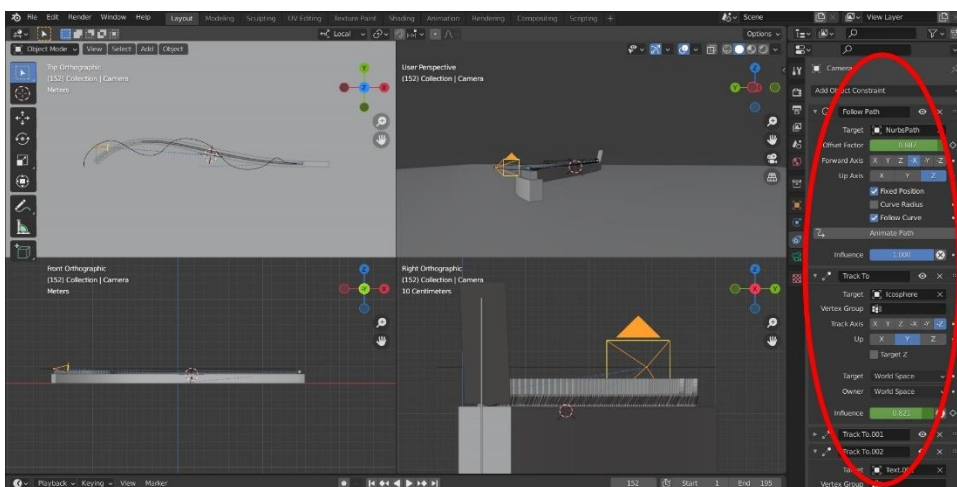 File Edit Render Window Help Layout Modeling Sculpting UV Editing Texture Paint Shading Animation Rendering Compositing Scripting + Scene View Layer
Local Options
Object Mode View Select Add Object
Top Orthographic
(152) Collection | Camera
Meters
User Perspective
(152) Collection | Camera
Front Orthographic
(152) Collection | Camera
Meters
Right Orthographic
(152) Collection | Camera
10 Centimeters
Camera
Add Object Constraint
Follow Path
Target NurbsPath
Offset Factor 0.887
Forward Axis X Y Z -X -Y -Z
Up Axis X Y Z
Fixed Position
Curve Radius
Follow Curve
Animate Path
Influence 1.000
Track To
Target Icosphere
Vertex Group
Track Axis X Y Z -X -Y -Z
Up X Y Z
Target Z
Target World Space
Owner World Space
Influence 0.821
Track To.001
Track To.002
Target
Vertex Group
Playback Keying View Marker 152 Start 1 End 195